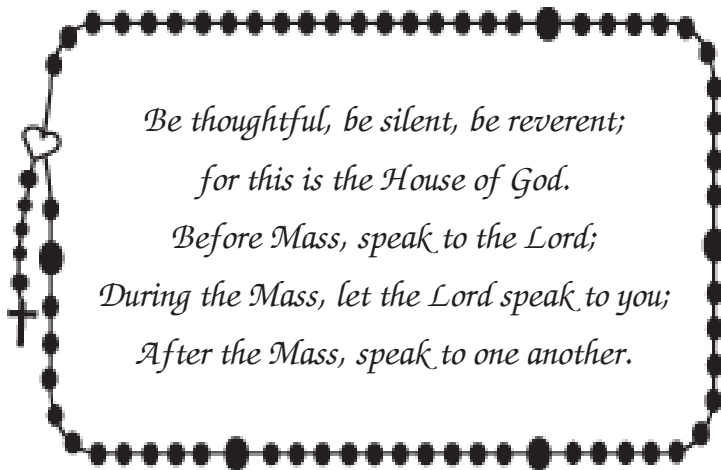 Be thoughtful, be silent, be reverent;
for this is the House of God.
Before Mass, speak to the Lord;
During the Mass, let the Lord speak to you;
After the Mass, speak to one another.